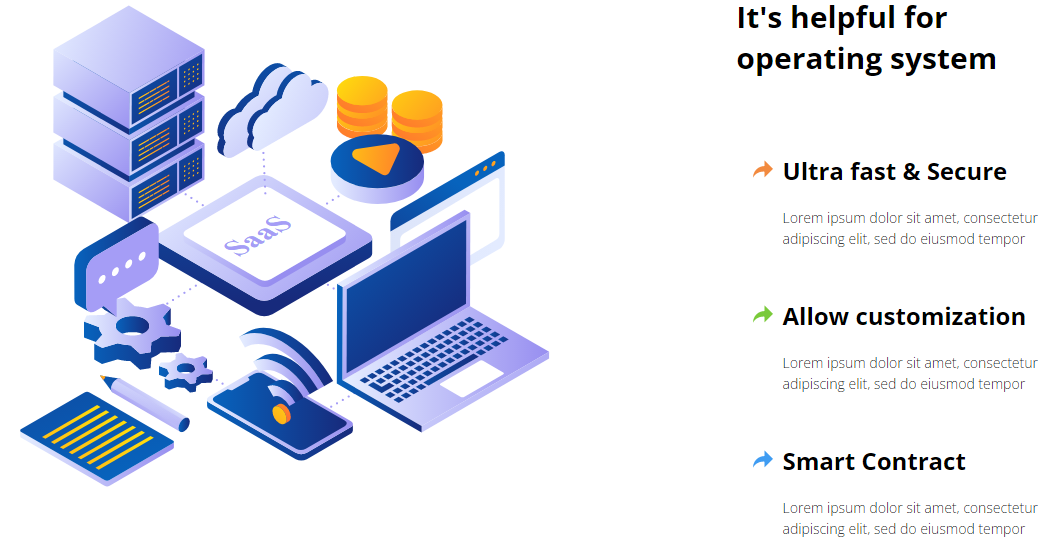 It's helpful for
operating system
SaaS
Ultra fast & Secure
Lorem ipsum dolor sit amet, consectetur
adipiscing elit, sed do eiusmod tempor
Allow customization
Lorem ipsum dolor sit amet, consectetur
adipiscing elit, sed do eiusmod tempor
Smart Contract
Lorem ipsum dolor sit amet, consectetur
adipiscing elit, sed do eiusmod tempor